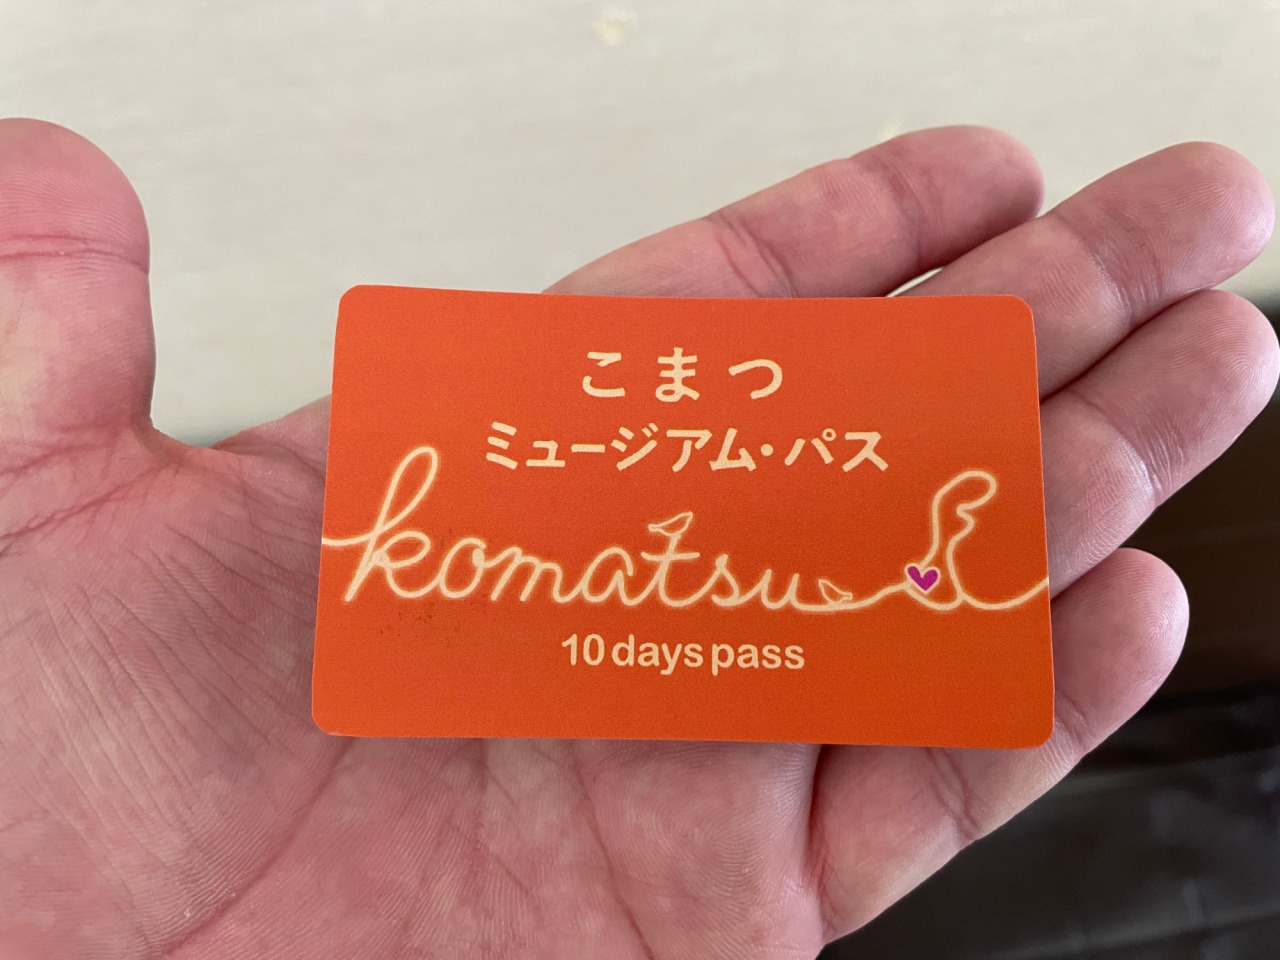 こまつ
ミュージアム・パス
komatsu
10 days pass